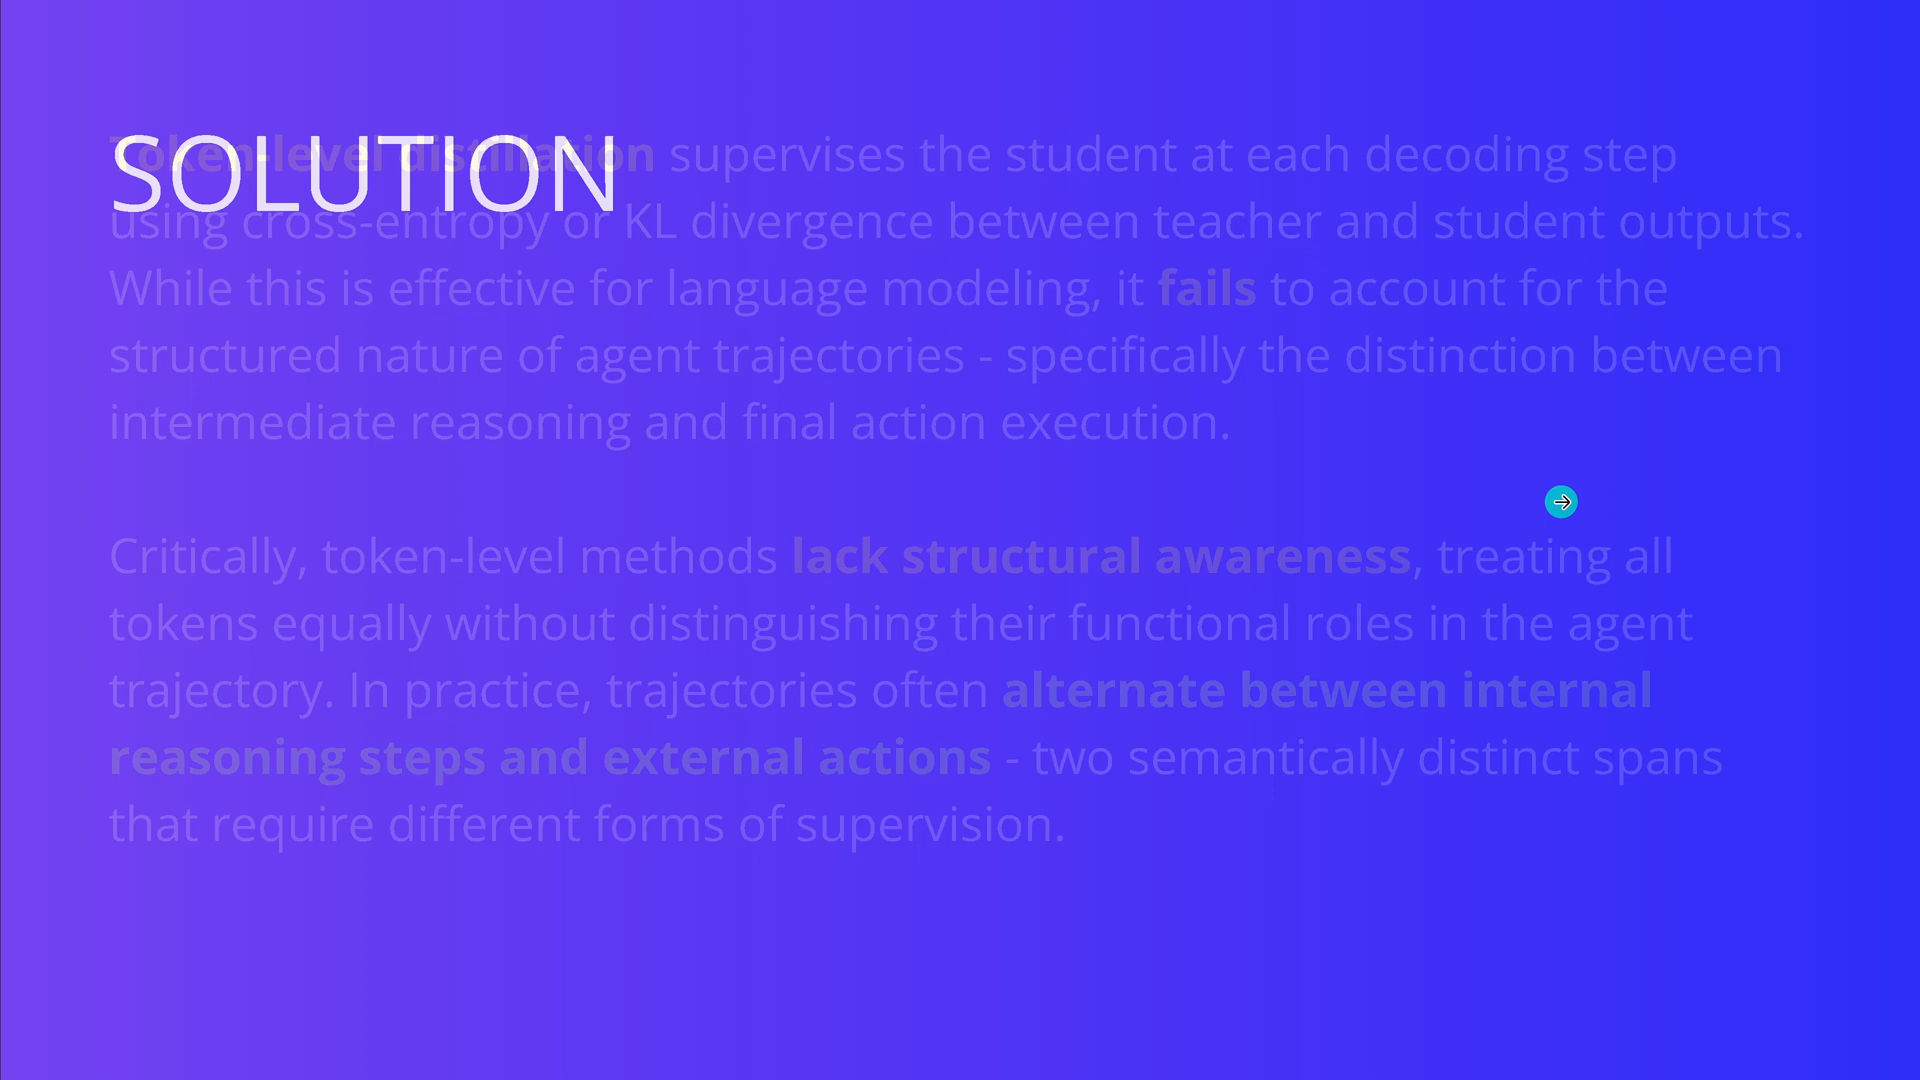 SOLUTION
Token-level distillation supervises the student at each decoding step
using cross-entropy or KL divergence between teacher and student outputs.
While this is effective for language modeling, it fails to account for the
structured nature of agent trajectories - specifically the distinction between
intermediate reasoning and final action execution.
Critically, token-level methods lack structural awareness, treating all
tokens equally without distinguishing their functional roles in the agent
trajectory. In practice, trajectories often alternate between internal
reasoning steps and external actions - two semantically distinct spans
that require different forms of supervision.